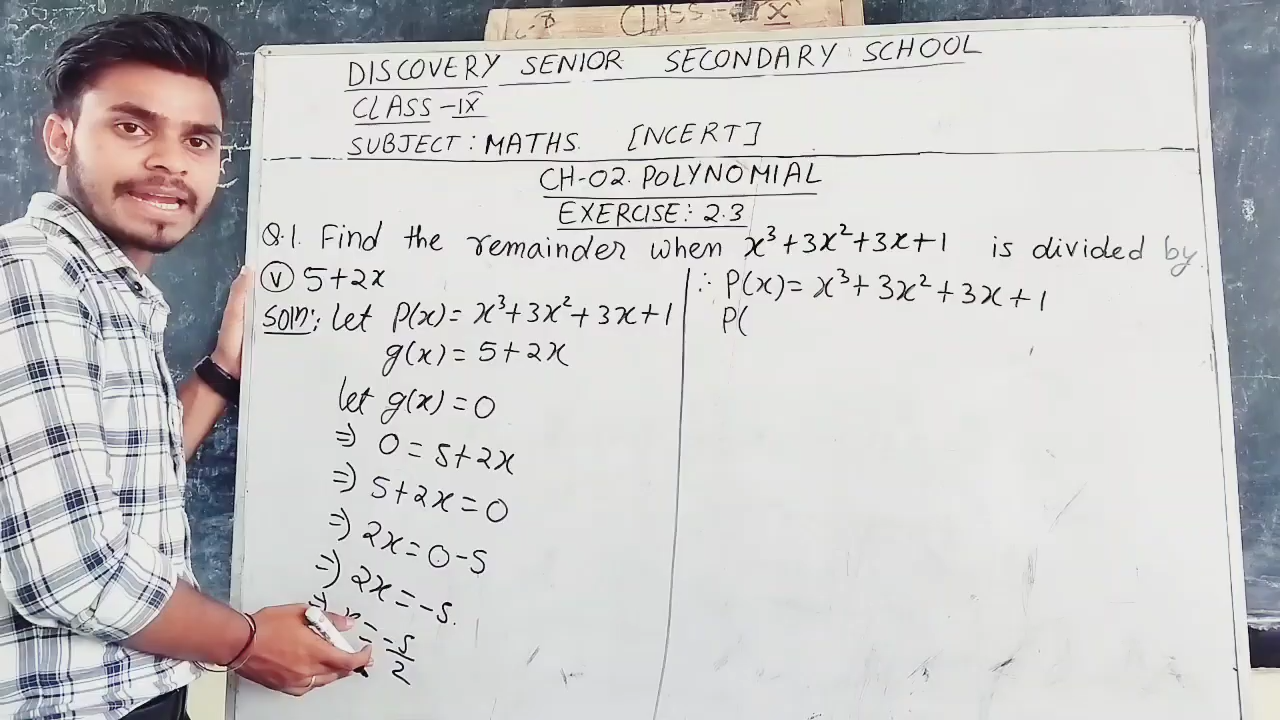 CLASS - IX
DISCOVERY SENIOR SECONDARY SCHOOL
CLASS - IX
SUBJECT : MATHS. [NCERT]
CH-02. POLYNOMIAL
EXERCISE: 2.3
Q.1. Find the remainder when x³+3x²+3x+1 is divided by
(v) 5+2x
Soln: let P(x) = x³+3x²+3x+1
g(x) = 5+2x
let g(x) = 0
⇒ 0 = 5+2x
⇒ 5+2x = 0
⇒ 2x = 0-5
⇒ 2x = -5.
⇒ x = -5/2
∴ P(x) = x³+3x²+3x+1
P(